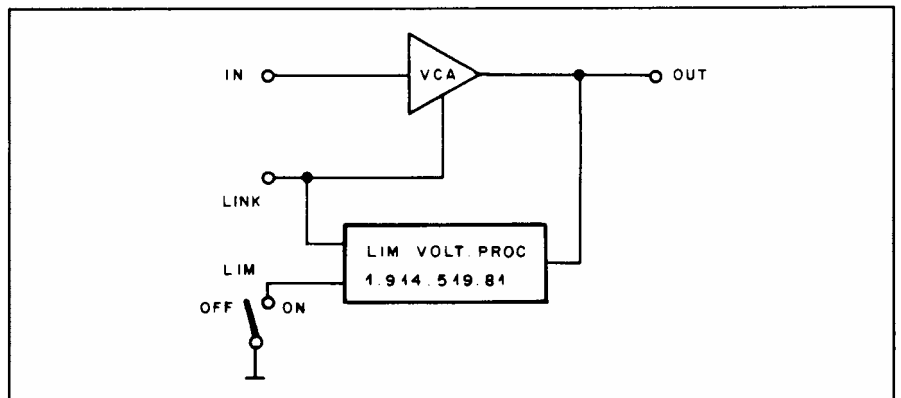 IN
VCA
OUT
LINK
LIM VOLT. PROC
1.914.519.81
LIM
OFF
ON